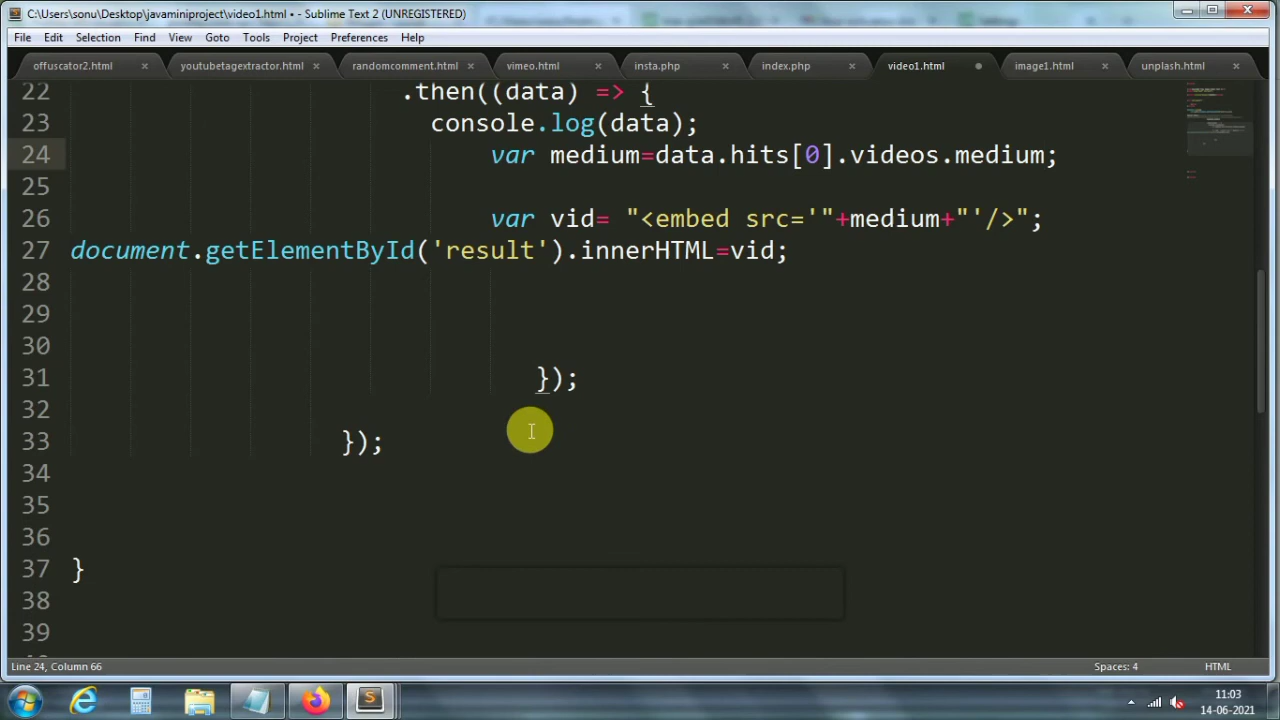 C:\Users\sonu\Desktop\javaminiproject\video1.html • - Sublime Text 2 (UNREGISTERED)
File Edit Selection Find View Goto Tools Project Preferences Help
offuscator2.html × youtubetagextractor.html × randomcomment.html × vimeo.html × insta.php × index.php × video1.html • image1.html × unplash.html ×
22 .then((data) => {
23 console.log(data);
24 var medium=data.hits[0].videos.medium;
25
26 var vid= "<embed src='"+medium+"'/>";
27 document.getElementById('result').innerHTML=vid;
28
29
30
31 });
32
33 });
34
35
36
37 }
38
39
Line 24, Column 66 Spaces: 4 HTML
11:03
14-06-2021